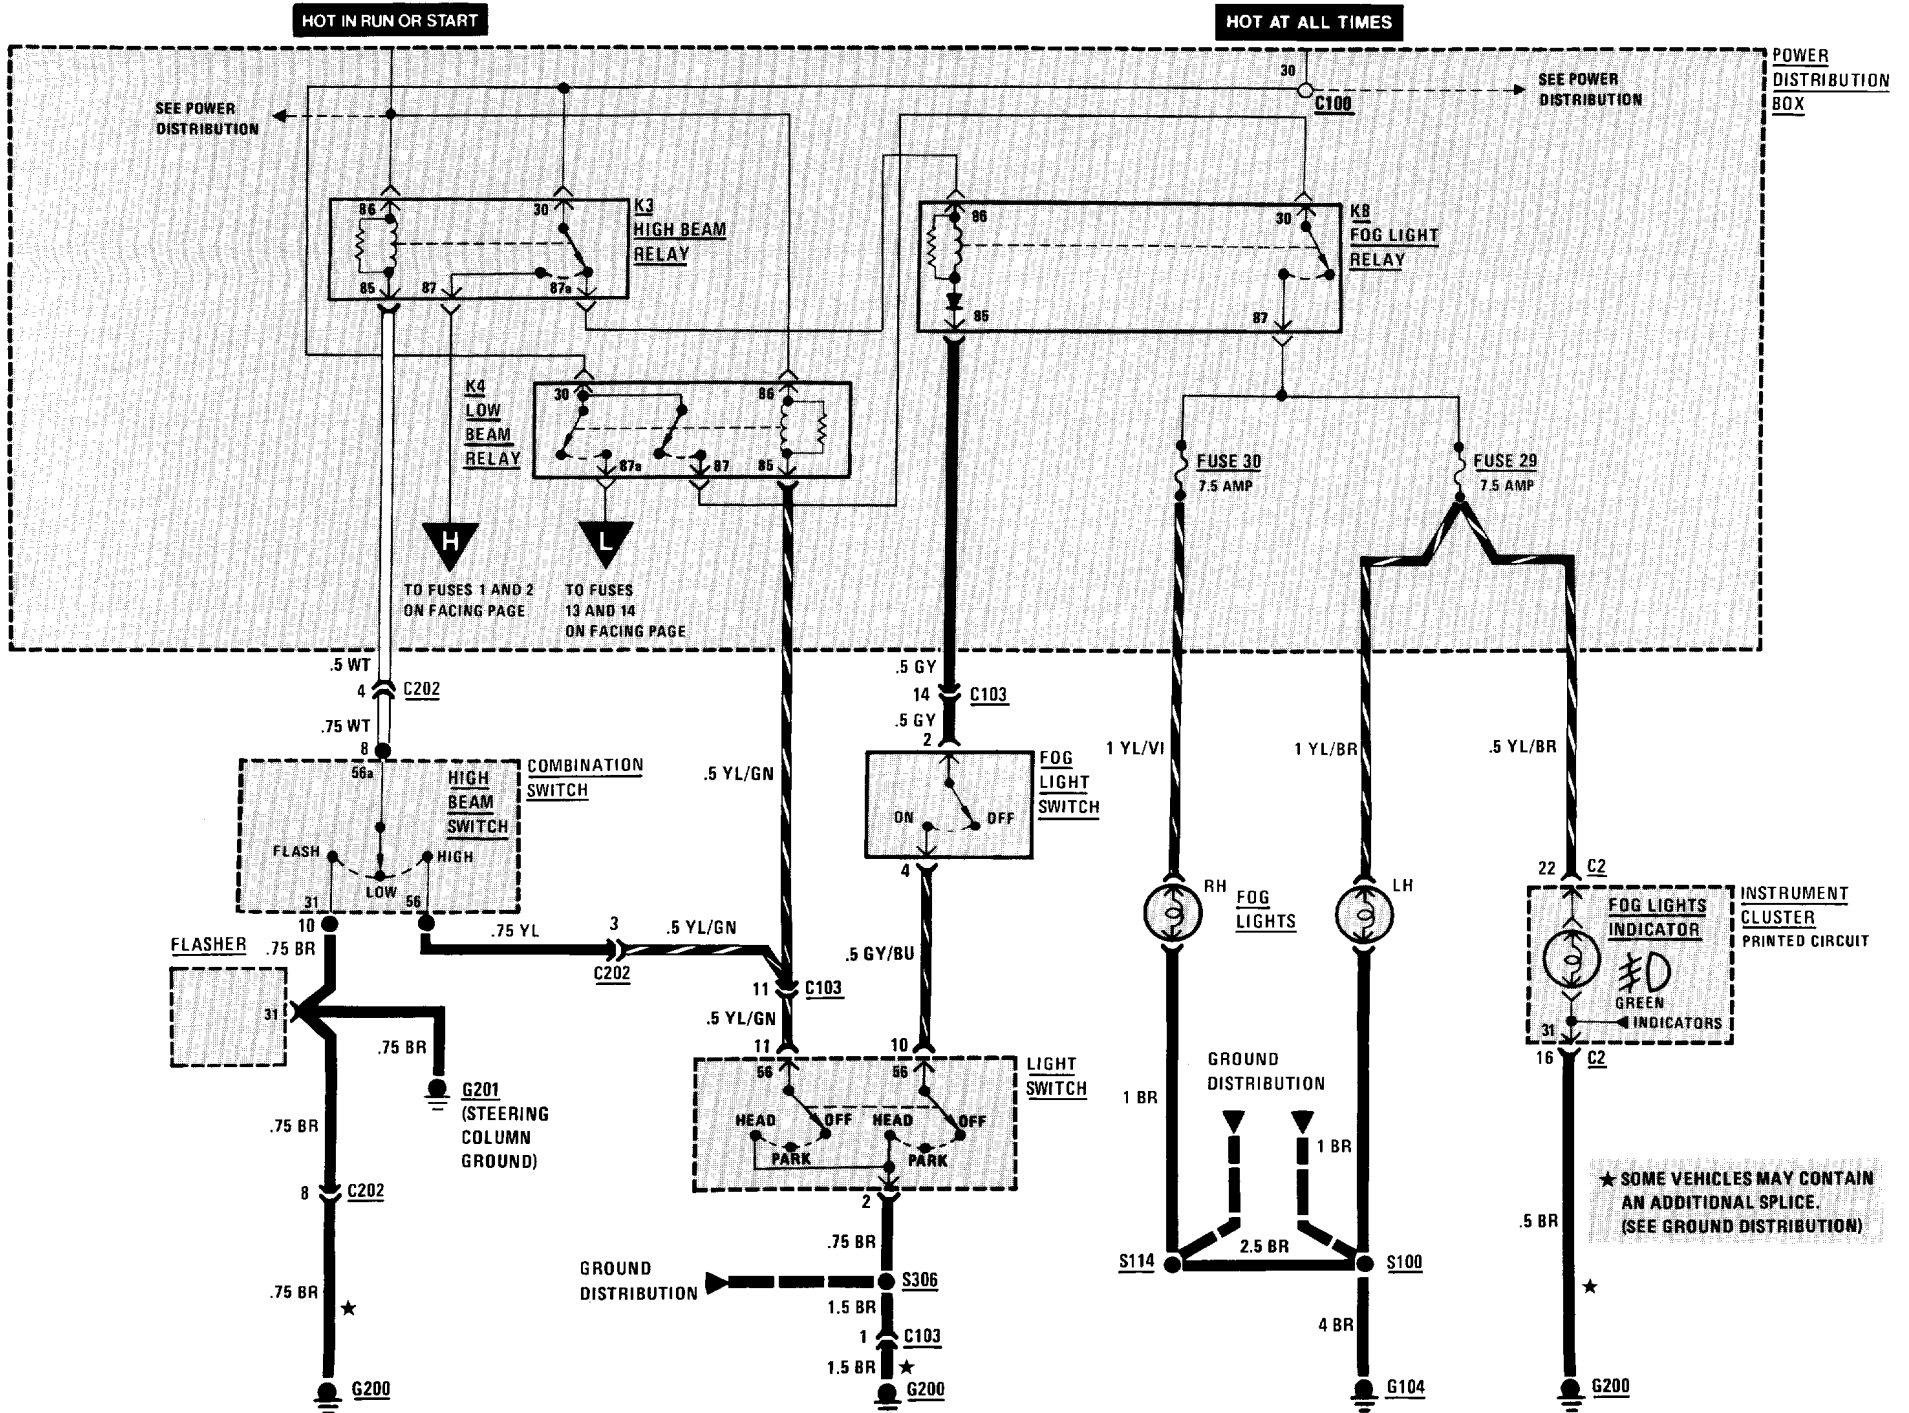 HOT IN RUN OR START
HOT AT ALL TIMES
POWER
DISTRIBUTION
BOX
30
C100
SEE POWER
DISTRIBUTION
SEE POWER
DISTRIBUTION
86
30
K3
HIGH BEAM
RELAY
85
87
87a
86
30
K8
FOG LIGHT
RELAY
85
87
K4
LOW
BEAM
RELAY
30
86
87a
87
85
FUSE 30
7.5 AMP
FUSE 29
7.5 AMP
H
L
TO FUSES 1 AND 2
ON FACING PAGE
TO FUSES
13 AND 14
ON FACING PAGE
.5 WT
4
C202
.75 WT
8
.5 GY
14
C103
.5 GY
2
1 YL/VI
1 YL/BR
.5 YL/BR
.5 YL/GN
56a
HIGH
BEAM
SWITCH
COMBINATION
SWITCH
FLASH
HIGH
LOW
31
56
FOG
LIGHT
SWITCH
ON
OFF
4
10
.75 BR
.75 YL
3
C202
.5 YL/GN
11
C103
.5 YL/GN
11
.5 GY/BU
10
FLASHER
31
.75 BR
G201
(STEERING
COLUMN
GROUND)
.75 BR
8
C202
.75 BR
★
G200
RH
FOG
LIGHTS
LH
22
C2
INSTRUMENT
CLUSTER
PRINTED CIRCUIT
FOG LIGHTS
INDICATOR
GREEN
INDICATORS
31
16
C2
56
56
LIGHT
SWITCH
HEAD
OFF
HEAD
OFF
PARK
PARK
2
.75 BR
GROUND
DISTRIBUTION
S306
1.5 BR
1
C103
1.5 BR
★
G200
1 BR
GROUND
DISTRIBUTION
1 BR
S114
2.5 BR
S100
4 BR
G104
.5 BR
★
G200
★ SOME VEHICLES MAY CONTAIN
AN ADDITIONAL SPLICE.
(SEE GROUND DISTRIBUTION)